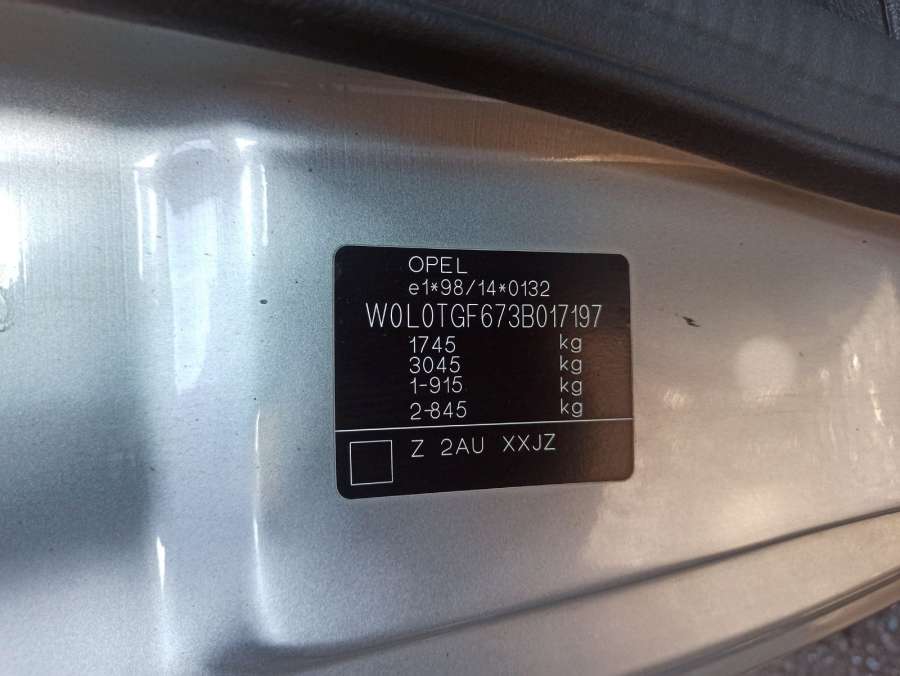 OPEL
e1*98/14*0132
W0L0TGF673B017197
1745 kg
3045 kg
1-915 kg
2-845 kg
Z 2AU XXJZ